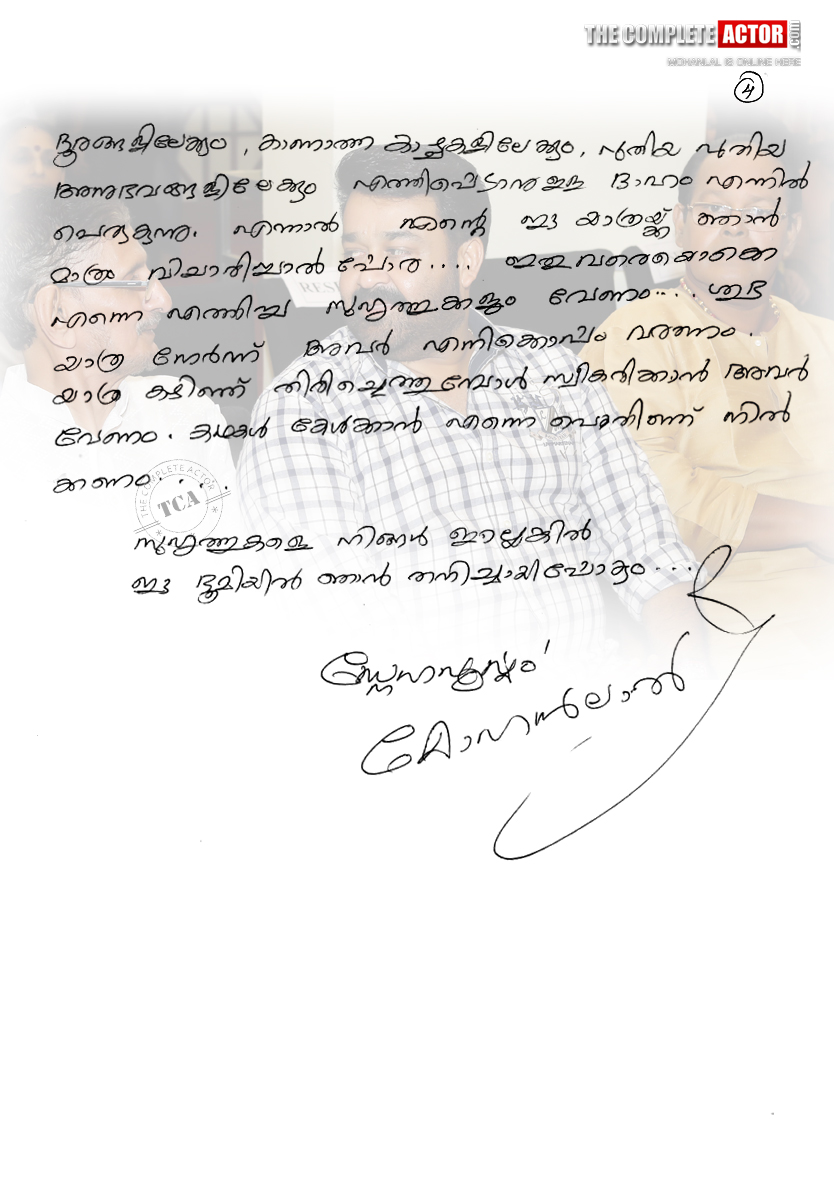 THE COMPLETE ACTOR .COM
MOHANLAL IS ONLINE HERE
4
ദൂരങ്ങളിലേക്കും, കാണാത്ത കാഴ്ചകളിലേക്കും, പുതിയ പുതിയ
അനുഭവങ്ങളിലേക്കും എത്തിപ്പെടാനുള്ള ദാഹം എന്നിൽ
പെരുകുന്നു. എന്നാൽ എന്റെ ഈ യാത്രയ്ക്ക് ഞാൻ
മാത്രം വിചാരിച്ചാൽ പോര.... ഇതുവരെയൊക്കെ
എന്നെ എത്തിച്ച സുഹൃത്തുക്കളും വേണം.... ശുഭ
യാത്ര നേർന്ന് അവർ എനിക്കൊപ്പം വരണം.
യാത്ര കഴിഞ്ഞ് തിരിച്ചെത്തുമ്പോൾ സ്വീകരിക്കാൻ അവർ
വേണം. കഥകൾ കേൾക്കാൻ എന്നെ പൊതിഞ്ഞ് നിൽ
ക്കണം.....
THE COMPLETE ACTOR
TCA
സുഹൃത്തുക്കളെ നിങ്ങൾ ഇല്ലെങ്കിൽ
ഈ ഭൂമിയിൽ ഞാൻ തനിച്ചായിപ്പോകും....
സ്നേഹപൂർവ്വം
മോഹൻലാൽ